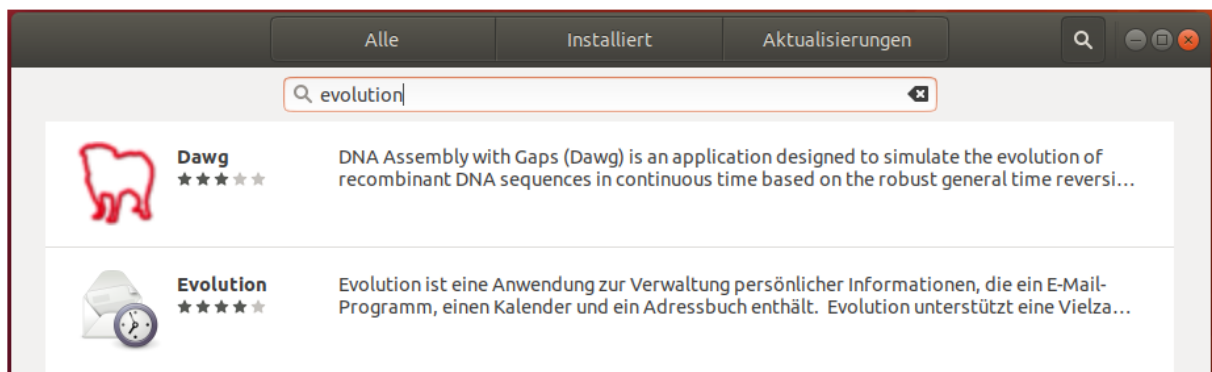 Alle Installiert Aktualisierungen
evolution
Dawg
DNA Assembly with Gaps (Dawg) is an application designed to simulate the evolution of
recombinant DNA sequences in continuous time based on the robust general time reversi…
Evolution
Evolution ist eine Anwendung zur Verwaltung persönlicher Informationen, die ein E-Mail-
Programm, einen Kalender und ein Adressbuch enthält.  Evolution unterstützt eine Vielza…